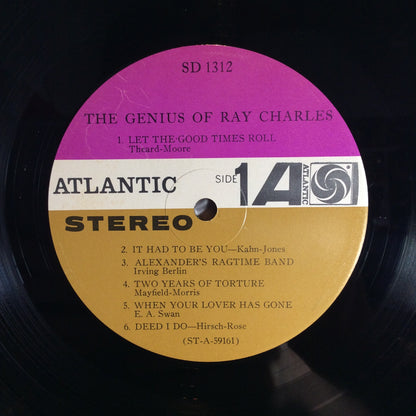 SD 1312
THE GENIUS OF RAY CHARLES
1. LET THE GOOD TIMES ROLL
Theard-Moore
ATLANTIC SIDE 1 A ATLANTIC
STEREO
2. IT HAD TO BE YOU—Kahn-Jones
3. ALEXANDER'S RAGTIME BAND
Irving Berlin
4. TWO YEARS OF TORTURE
Mayfield-Morris
5. WHEN YOUR LOVER HAS GONE
E. A. Swan
6. DEED I DO—Hirsch-Rose
(ST-A-59161)